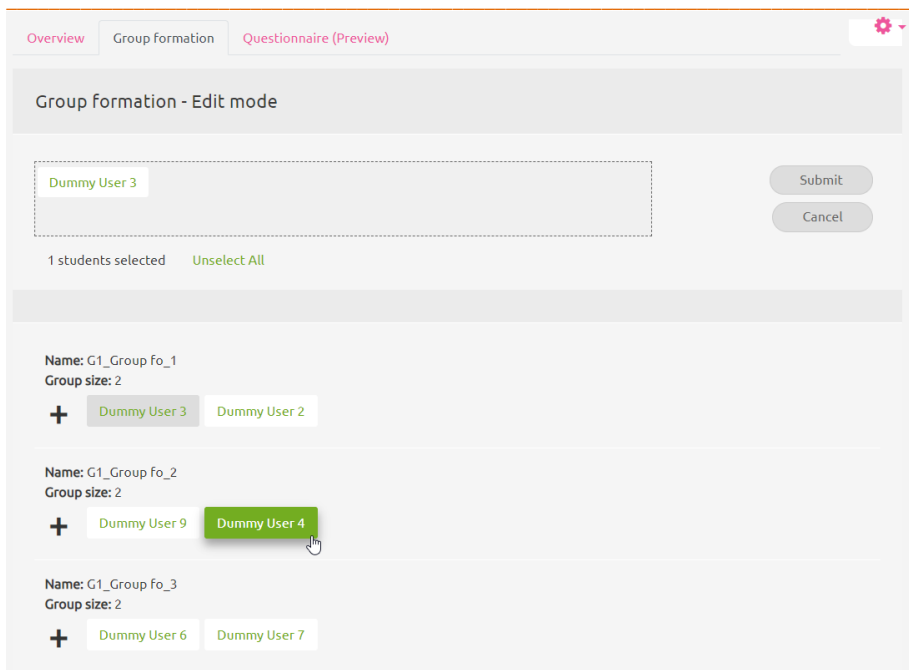 Overview Group formation Questionnaire (Preview)
Group formation - Edit mode
Dummy User 3
Submit
Cancel
1 students selected Unselect All
Name: G1_Group fo_1
Group size: 2
Dummy User 3 Dummy User 2
Name: G1_Group fo_2
Group size: 2
Dummy User 9 Dummy User 4
Name: G1_Group fo_3
Group size: 2
Dummy User 6 Dummy User 7